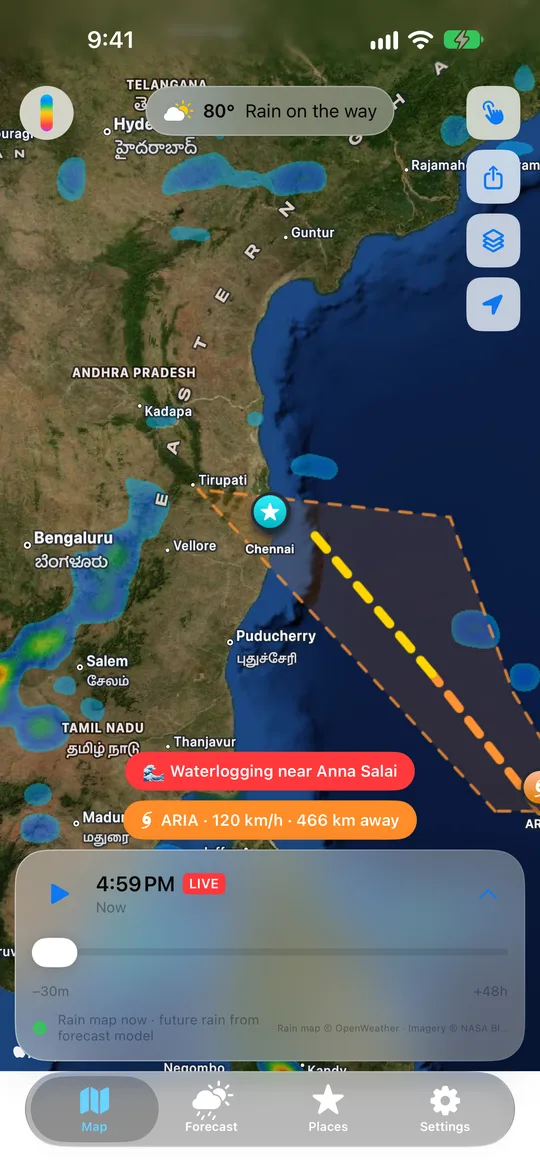 9:41
TELANGANA
80° Rain on the way
హైదరాబాద్
Guntur
E A S T E R N G H A T
ANDHRA PRADESH
Kadapa
Tirupati
Chennai
Bengaluru
ಬೆಂಗಳೂರು
Vellore
Puducherry
புதுச்சேரி
Salem
சேலம்
TAMIL NADU
தமிழ் நாடு
Thanjavur
Waterlogging near Anna Salai
ARIA · 120 km/h · 466 km away
மதுரை
4:59 PM LIVE
Now
−30m
+48h
Rain map now · future rain from
forecast model
Rain map © OpenWeather · Imagery © NASA Bl...
Negombo
Kandy
Map
Forecast
Places
Settings